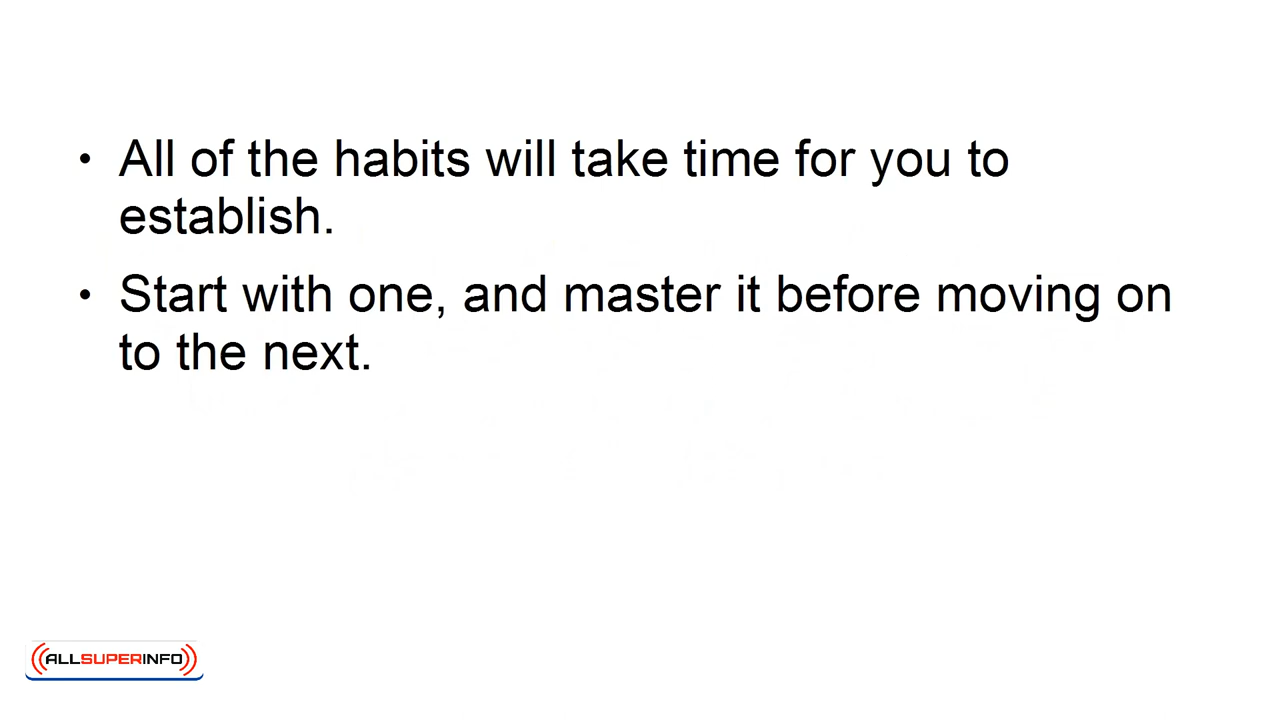 • All of the habits will take time for you to
establish.
• Start with one, and master it before moving on
to the next.
ALLSUPERINFO